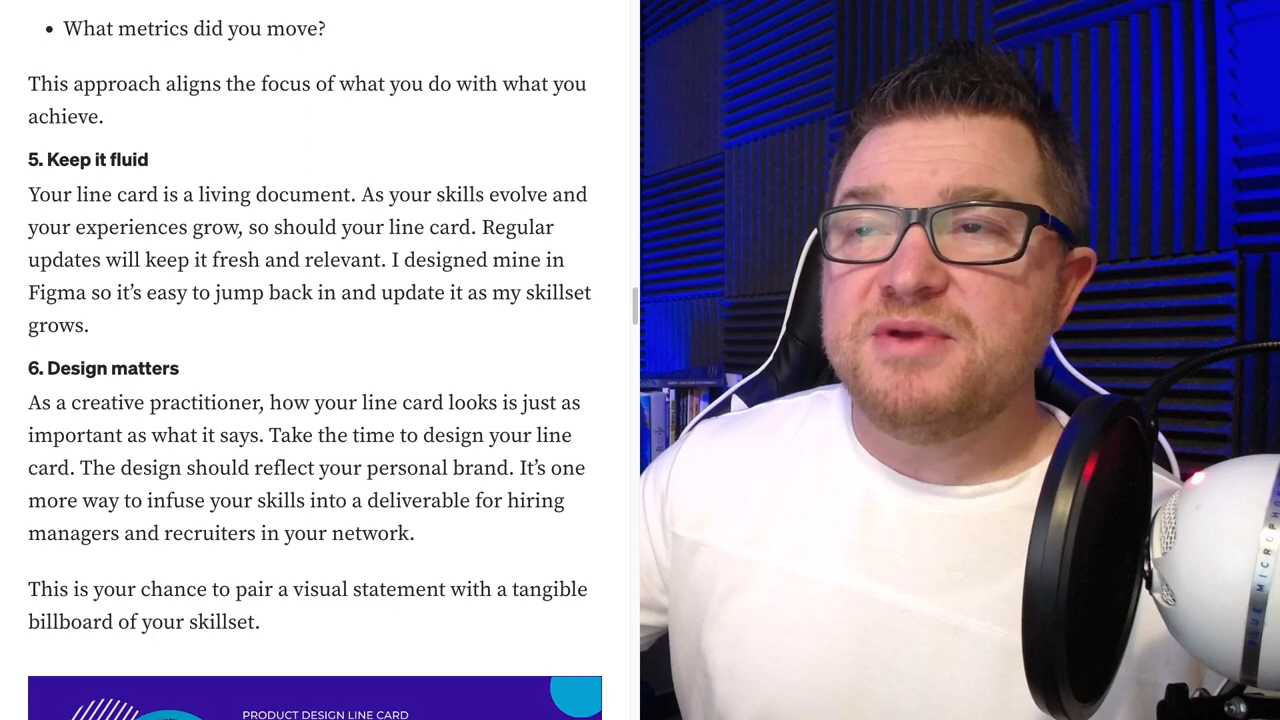 • What metrics did you move?
This approach aligns the focus of what you do with what you
achieve.
5. Keep it fluid
Your line card is a living document. As your skills evolve and
your experiences grow, so should your line card. Regular
updates will keep it fresh and relevant. I designed mine in
Figma so it’s easy to jump back in and update it as my skillset
grows.
6. Design matters
As a creative practitioner, how your line card looks is just as
important as what it says. Take the time to design your line
card. The design should reflect your personal brand. It’s one
more way to infuse your skills into a deliverable for hiring
managers and recruiters in your network.
This is your chance to pair a visual statement with a tangible
billboard of your skillset.
PRODUCT DESIGN LINE CARD
BLUE MICROPHO